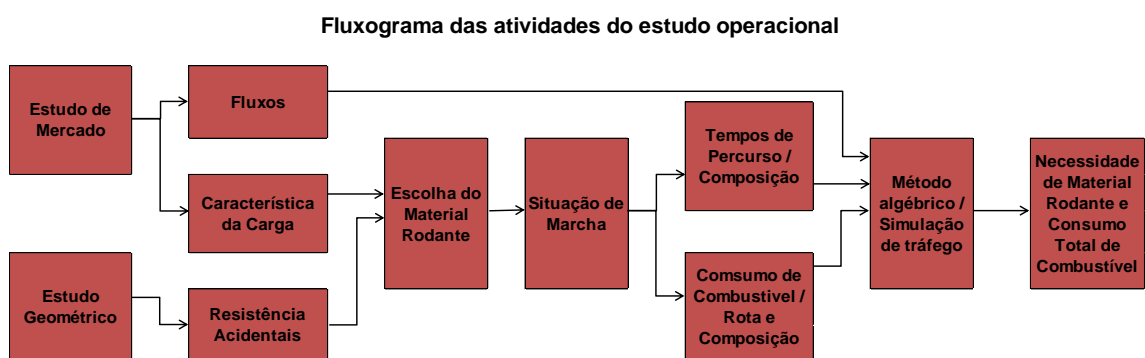 Fluxograma das atividades do estudo operacional
Estudo de
Mercado
Fluxos
Característica
da Carga
Estudo
Geométrico
Resistência
Acidentais
Escolha do
Material
Rodante
Situação de
Marcha
Tempos de
Percurso /
Composição
Comsumo de
Combustivel /
Rota e
Composição
Método
algébrico /
Simulação
de tráfego
Necessidade
de Material
Rodante e
Consumo
Total de
Combustível